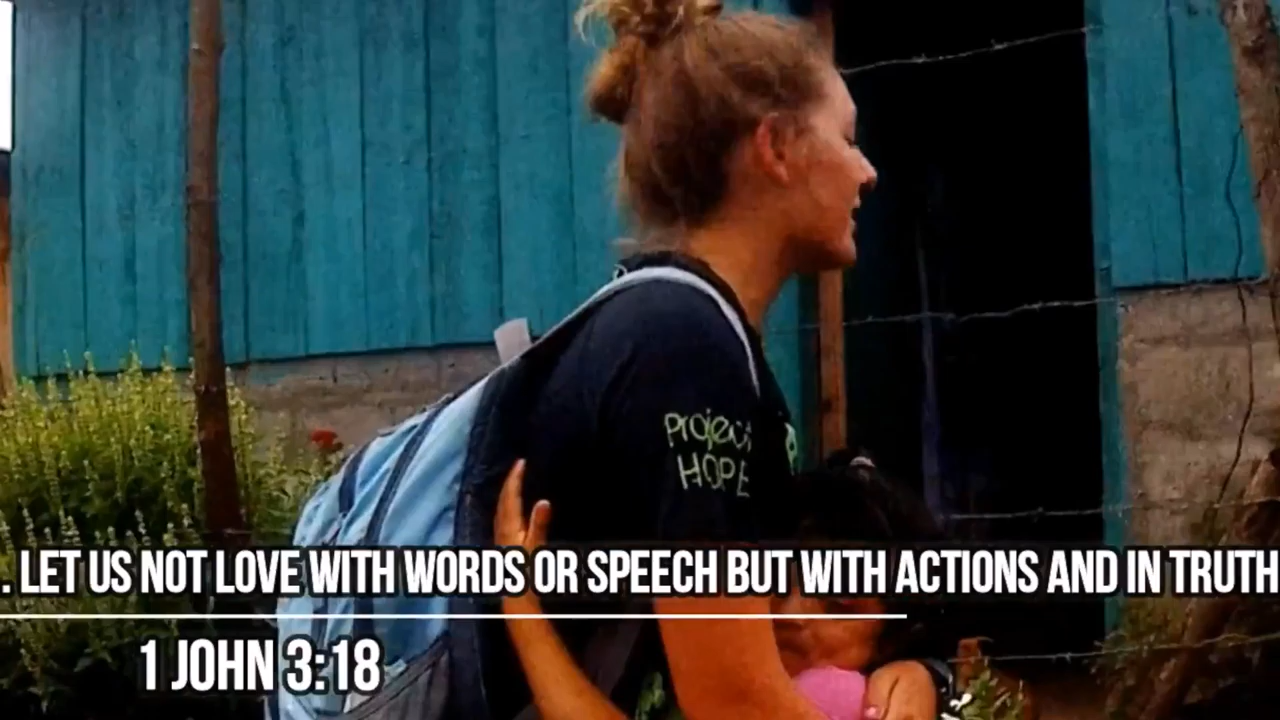 project
HOPE
. LET US NOT LOVE WITH WORDS OR SPEECH BUT WITH ACTIONS AND IN TRUTH
1 JOHN 3:18